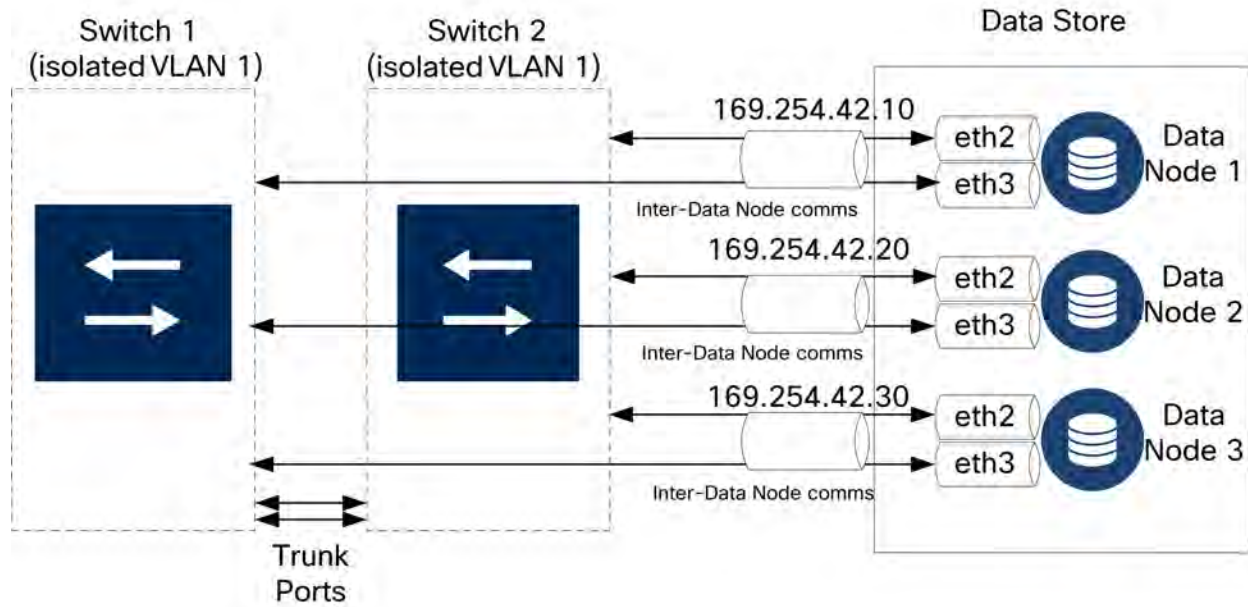 Switch 1
(isolated VLAN 1)
Switch 2
(isolated VLAN 1)
Data Store
169.254.42.10
eth2
eth3
Data
Node 1
Inter-Data Node comms
169.254.42.20
eth2
eth3
Data
Node 2
Inter-Data Node comms
169.254.42.30
eth2
eth3
Data
Node 3
Inter-Data Node comms
Trunk
Ports